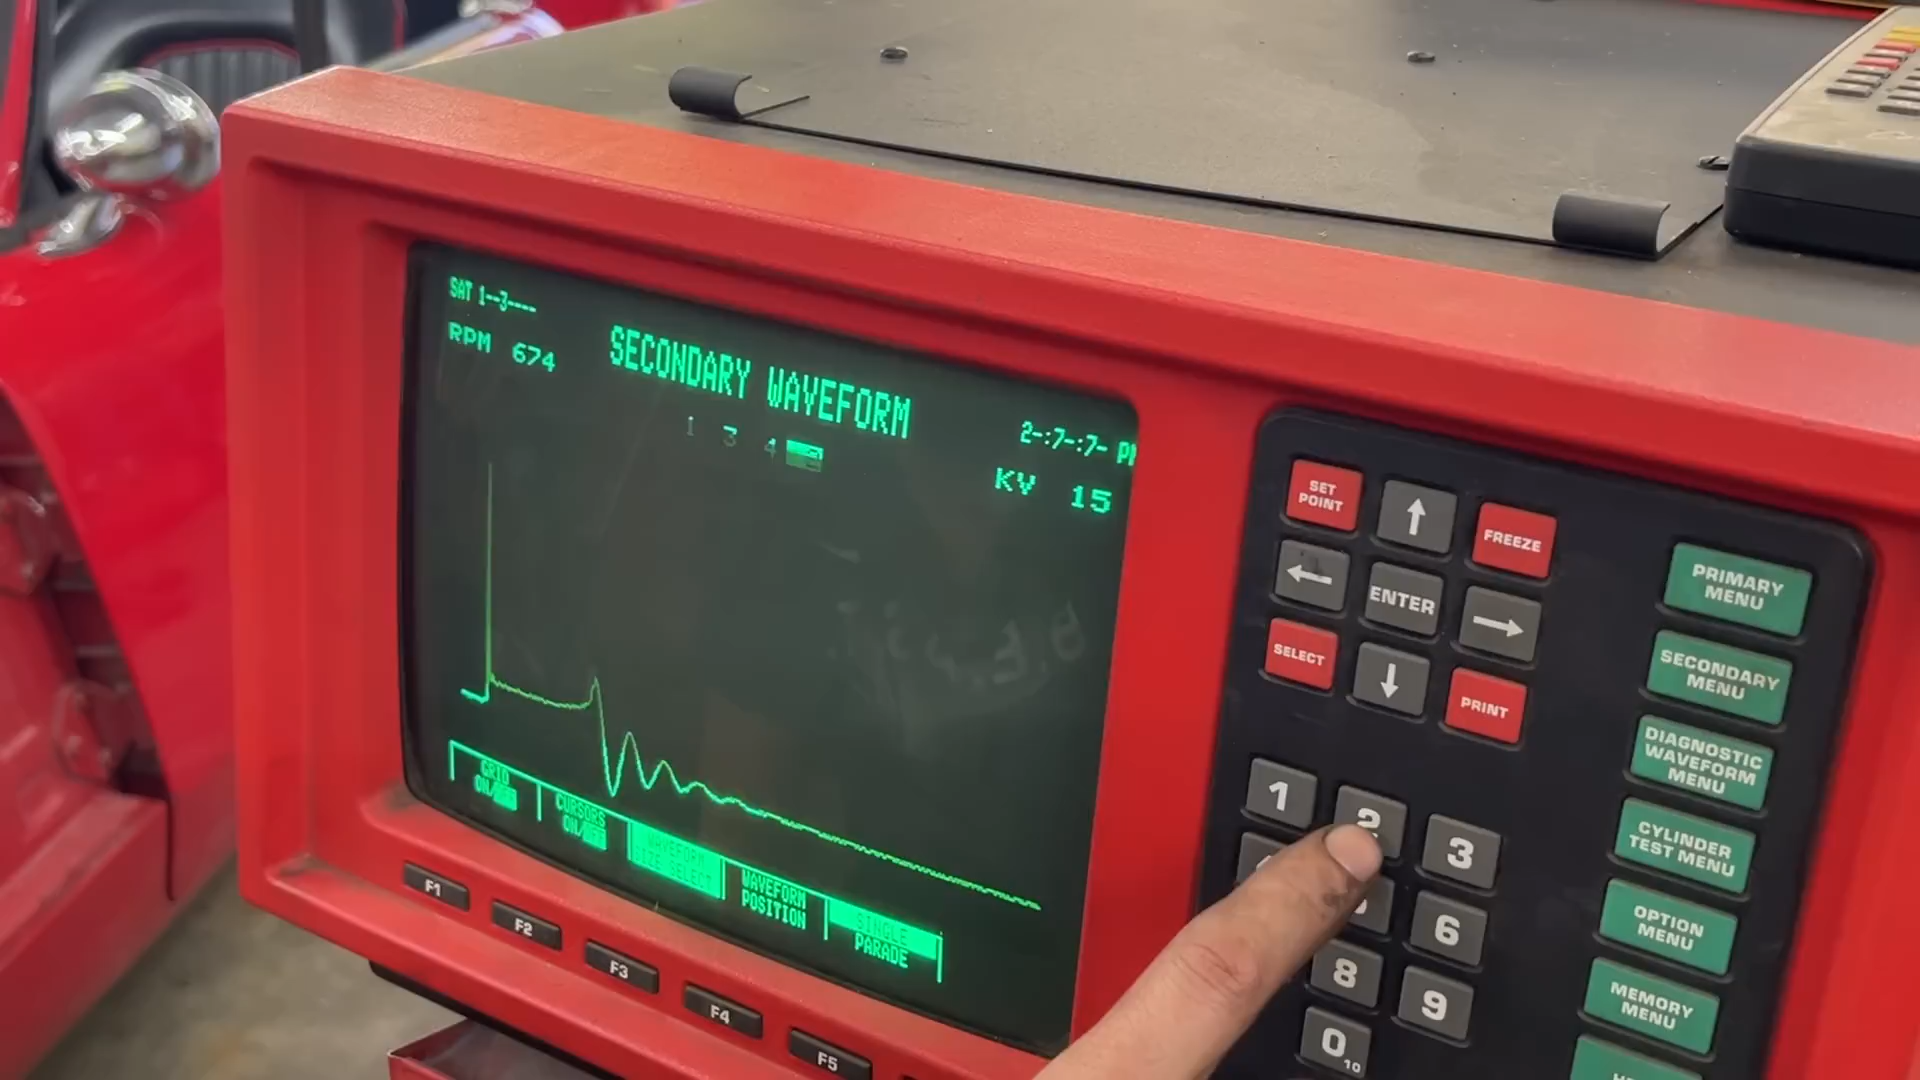 SAT 1--3----
RPM 674
SECONDARY WAVEFORM
1 3 4 2
2-:7-:7- P
KV 15
GRID
ON/OFF
CURSORS
ON/OFF
WAVEFORM
SIZE SELECT
WAVEFORM
POSITION
SINGLE
PARADE
F1
F2
F3
F4
F5
SET
POINT
↑
FREEZE
←
ENTER
→
SELECT
↓
PRINT
1
2
3
6
8
9
0 10
PRIMARY
MENU
SECONDARY
MENU
DIAGNOSTIC
WAVEFORM
MENU
CYLINDER
TEST MENU
OPTION
MENU
MEMORY
MENU